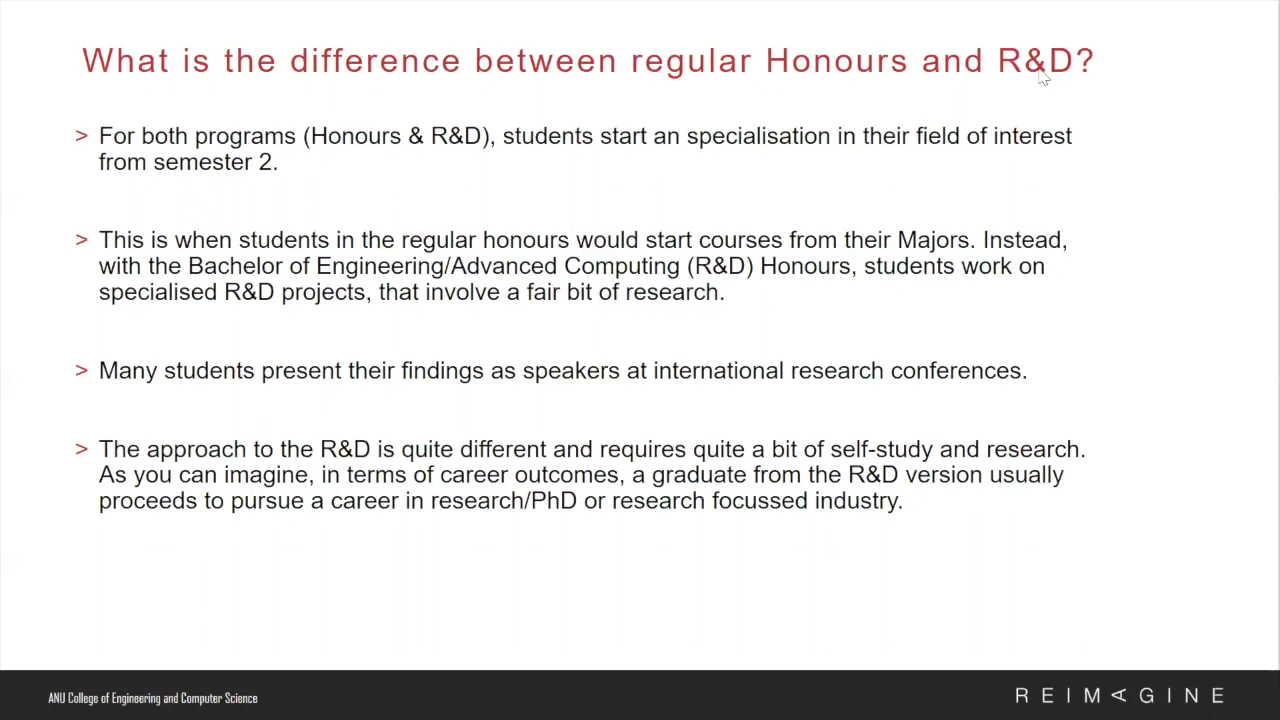 What is the difference between regular Honours and R&D?
> For both programs (Honours & R&D), students start an specialisation in their field of interest
from semester 2.
> This is when students in the regular honours would start courses from their Majors. Instead,
with the Bachelor of Engineering/Advanced Computing (R&D) Honours, students work on
specialised R&D projects, that involve a fair bit of research.
> Many students present their findings as speakers at international research conferences.
> The approach to the R&D is quite different and requires quite a bit of self-study and research.
As you can imagine, in terms of career outcomes, a graduate from the R&D version usually
proceeds to pursue a career in research/PhD or research focussed industry.
ANU College of Engineering and Computer Science
REIMAGINE